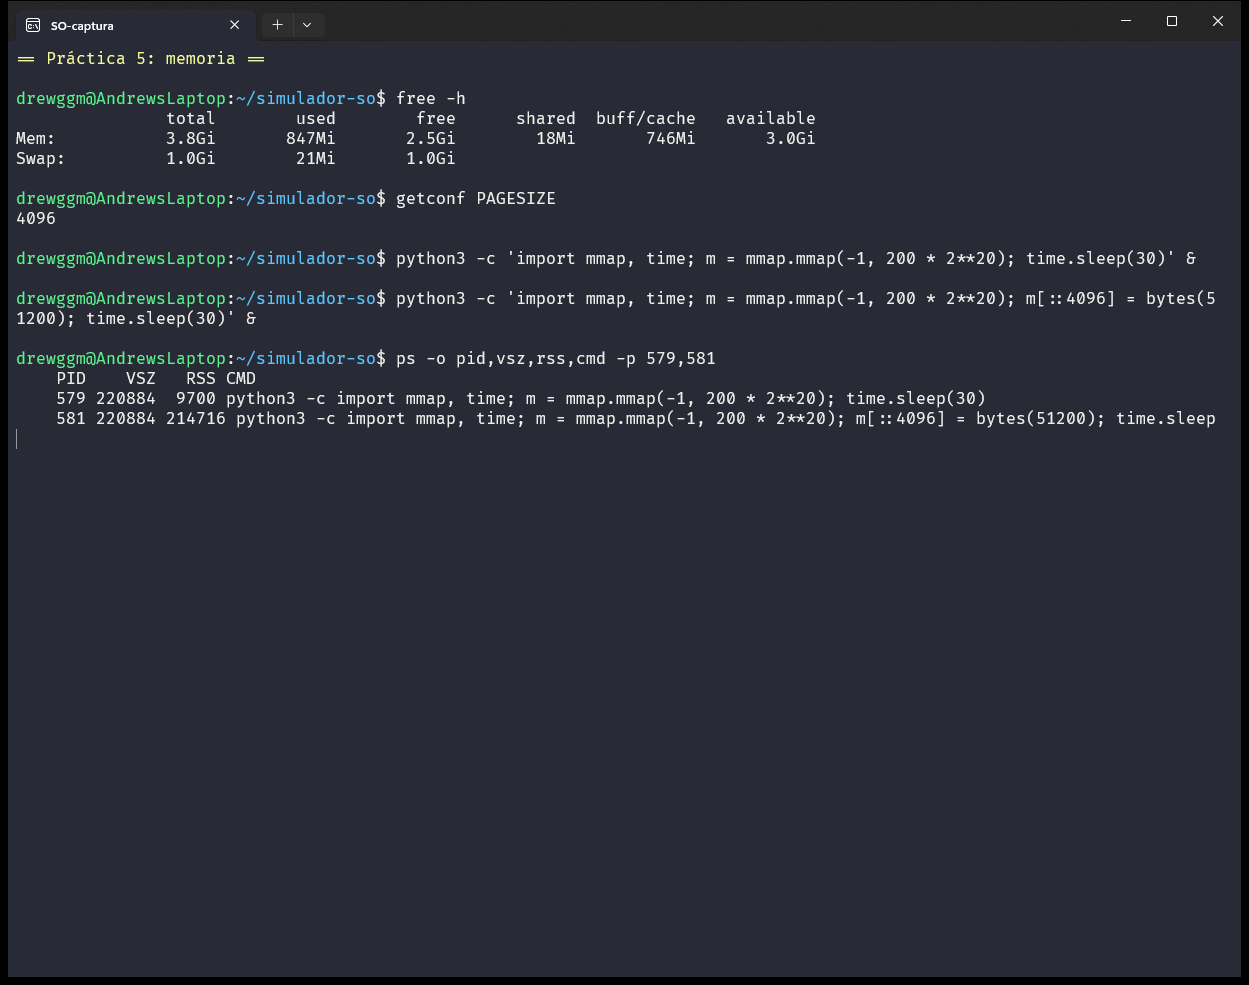 SO-captura
== Práctica 5: memoria ==
drewggm@AndrewsLaptop:~/simulador-so$ free -h
total used free shared buff/cache available
Mem: 3.8Gi 847Mi 2.5Gi 18Mi 746Mi 3.0Gi
Swap: 1.0Gi 21Mi 1.0Gi
drewggm@AndrewsLaptop:~/simulador-so$ getconf PAGESIZE
4096
drewggm@AndrewsLaptop:~/simulador-so$ python3 -c 'import mmap, time; m = mmap.mmap(-1, 200 * 2**20); time.sleep(30)' &
drewggm@AndrewsLaptop:~/simulador-so$ python3 -c 'import mmap, time; m = mmap.mmap(-1, 200 * 2**20); m[::4096] = bytes(5
1200); time.sleep(30)' &
drewggm@AndrewsLaptop:~/simulador-so$ ps -o pid,vsz,rss,cmd -p 579,581
PID VSZ RSS CMD
579 220884 9700 python3 -c import mmap, time; m = mmap.mmap(-1, 200 * 2**20); time.sleep(30)
581 220884 214716 python3 -c import mmap, time; m = mmap.mmap(-1, 200 * 2**20); m[::4096] = bytes(51200); time.sleep